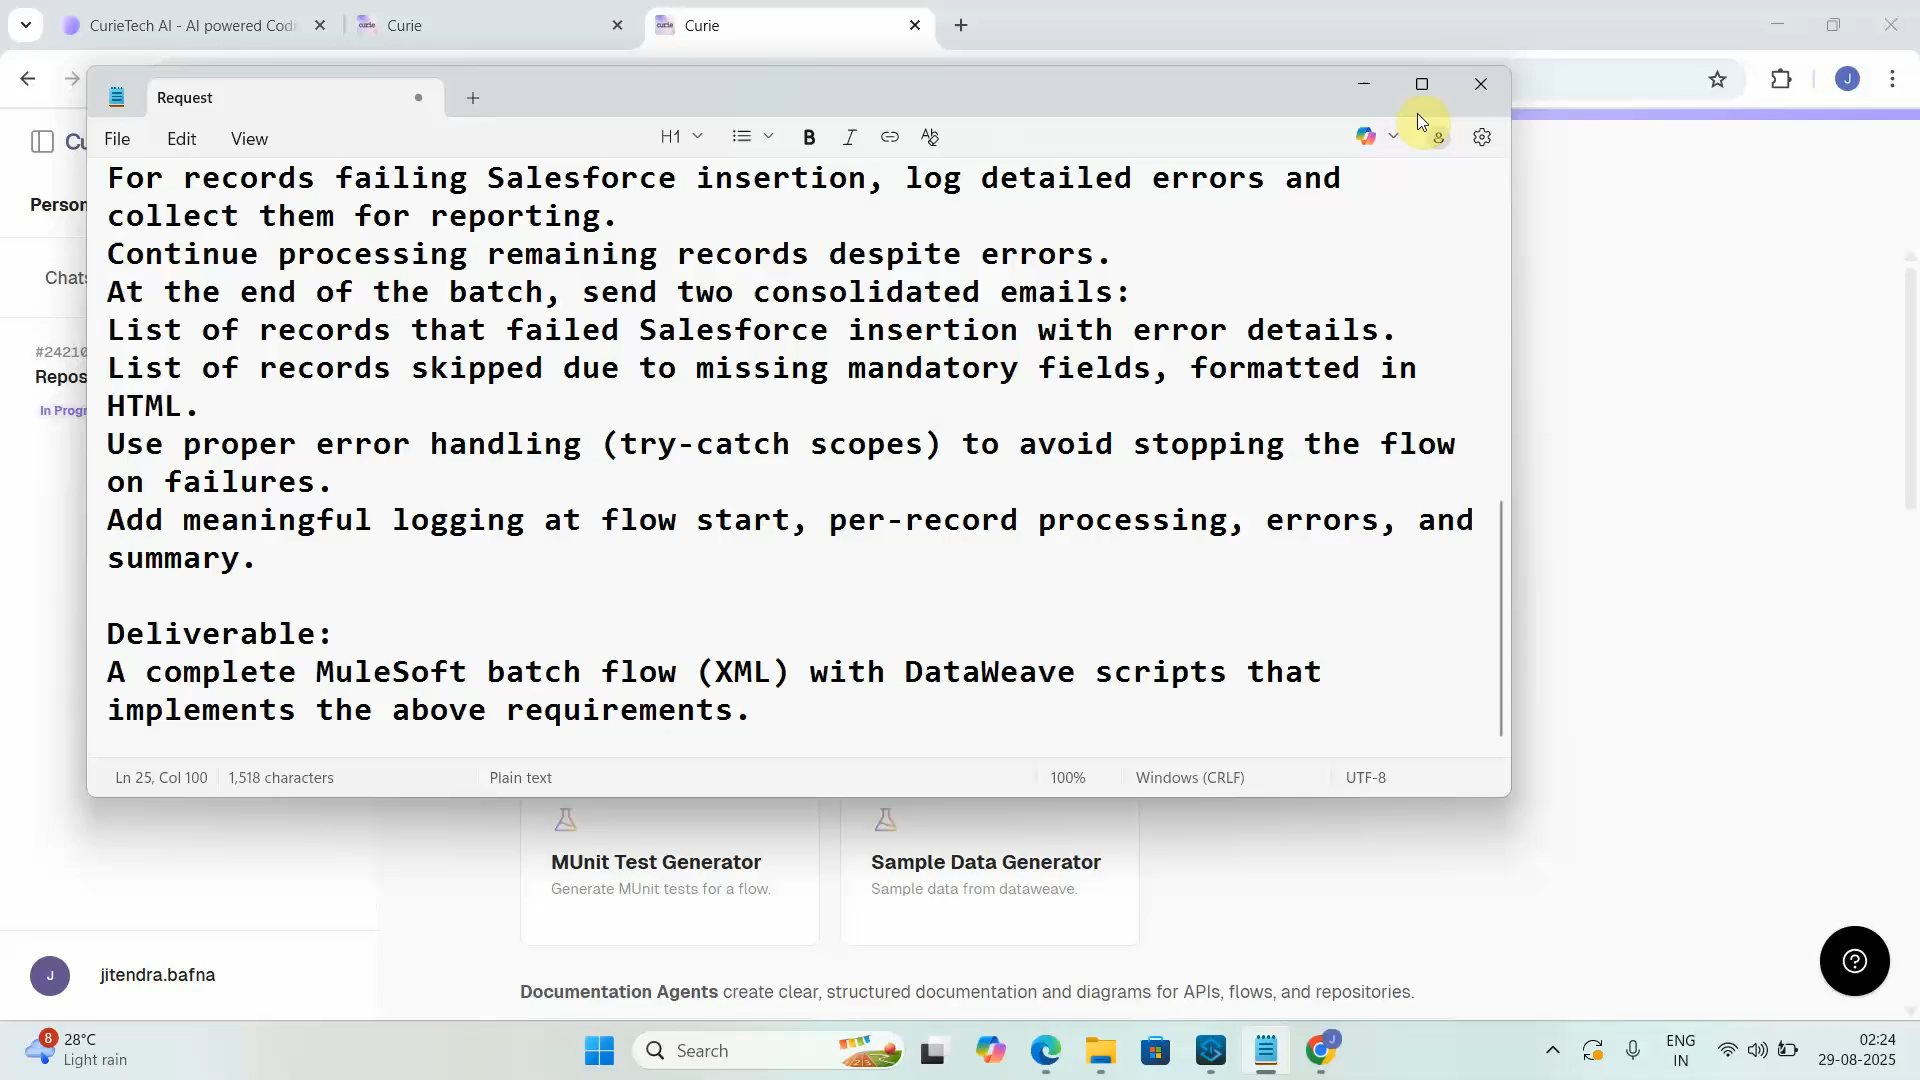 CurieTech AI - AI powered Codi
Curie
Curie
Request
File
Edit
View
H1
Person
Chats
#24210
Repos
In Progr
For records failing Salesforce insertion, log detailed errors and
collect them for reporting.
Continue processing remaining records despite errors.
At the end of the batch, send two consolidated emails:
List of records that failed Salesforce insertion with error details.
List of records skipped due to missing mandatory fields, formatted in
HTML.
Use proper error handling (try-catch scopes) to avoid stopping the flow
on failures.
Add meaningful logging at flow start, per-record processing, errors, and
summary.
Deliverable:
A complete MuleSoft batch flow (XML) with DataWeave scripts that
implements the above requirements.
Ln 25, Col 100
1,518 characters
Plain text
100%
Windows (CRLF)
UTF-8
MUnit Test Generator
Generate MUnit tests for a flow.
Sample Data Generator
Sample data from dataweave.
J
jitendra.bafna
Documentation Agents create clear, structured documentation and diagrams for APIs, flows, and repositories.
8
28°C
Light rain
Search
ENG
IN
02:24
29-08-2025